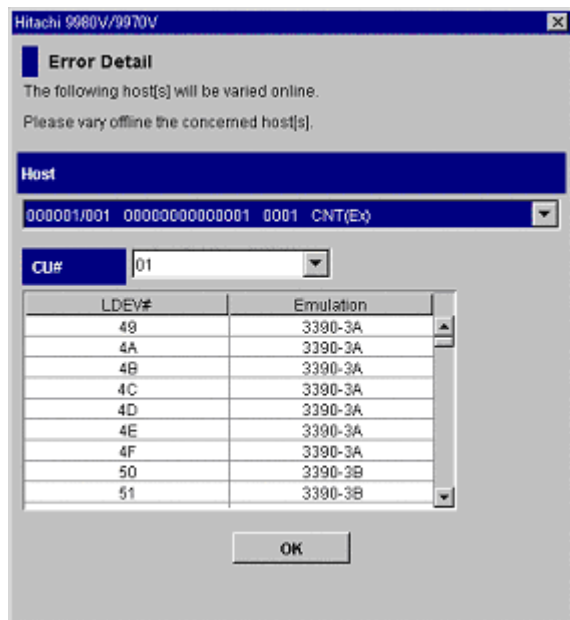 Hitachi 9980V/9970V
Error Detail
The following host[s] will be varied online.
Please vary offline the concerned host[s].
Host
000001/001 00000000000001 0001 CNT(Ex)
CU# 01
LDEV# Emulation
49 3390-3A
4A 3390-3A
4B 3390-3A
4C 3390-3A
4D 3390-3A
4E 3390-3A
4F 3390-3A
50 3390-3B
51 3390-3B
OK